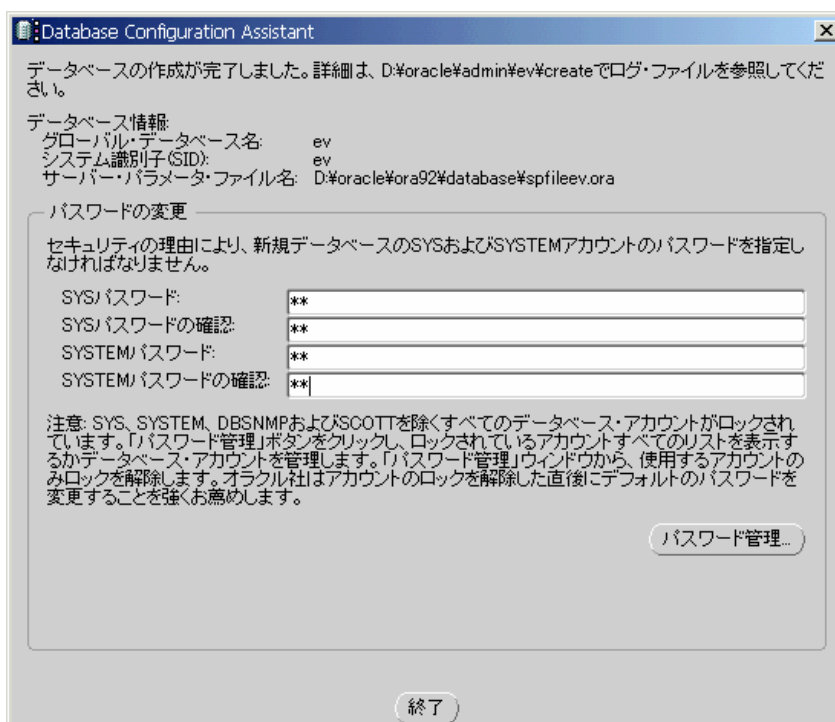 Database Configuration Assistant
データベースの作成が完了しました。詳細は、D:¥oracle¥admin¥ev¥createでログ・ファイルを参照してくだ
さい。
データベース情報:
グローバル・データベース名: ev
システム識別子(SID): ev
サーバー・パラメータ・ファイル名: D:¥oracle¥ora92¥database¥spfileev.ora
パスワードの変更
セキュリティの理由により、新規データベースのSYSおよびSYSTEMアカウントのパスワードを指定し
なければなりません。
SYSパスワード: **
SYSパスワードの確認: **
SYSTEMパスワード: **
SYSTEMパスワードの確認: **
注意: SYS、SYSTEM、DBSNMPおよびSCOTTを除くすべてのデータベース・アカウントがロックされ
ています。「パスワード管理」ボタンをクリックし、ロックされているアカウントすべてのリストを表示す
るかデータベース・アカウントを管理します。「パスワード管理」ウィンドウから、使用するアカウントの
みロックを解除します。オラクル社はアカウントのロックを解除した直後にデフォルトのパスワードを
変更することを強くお薦めします。
パスワード管理...
終了